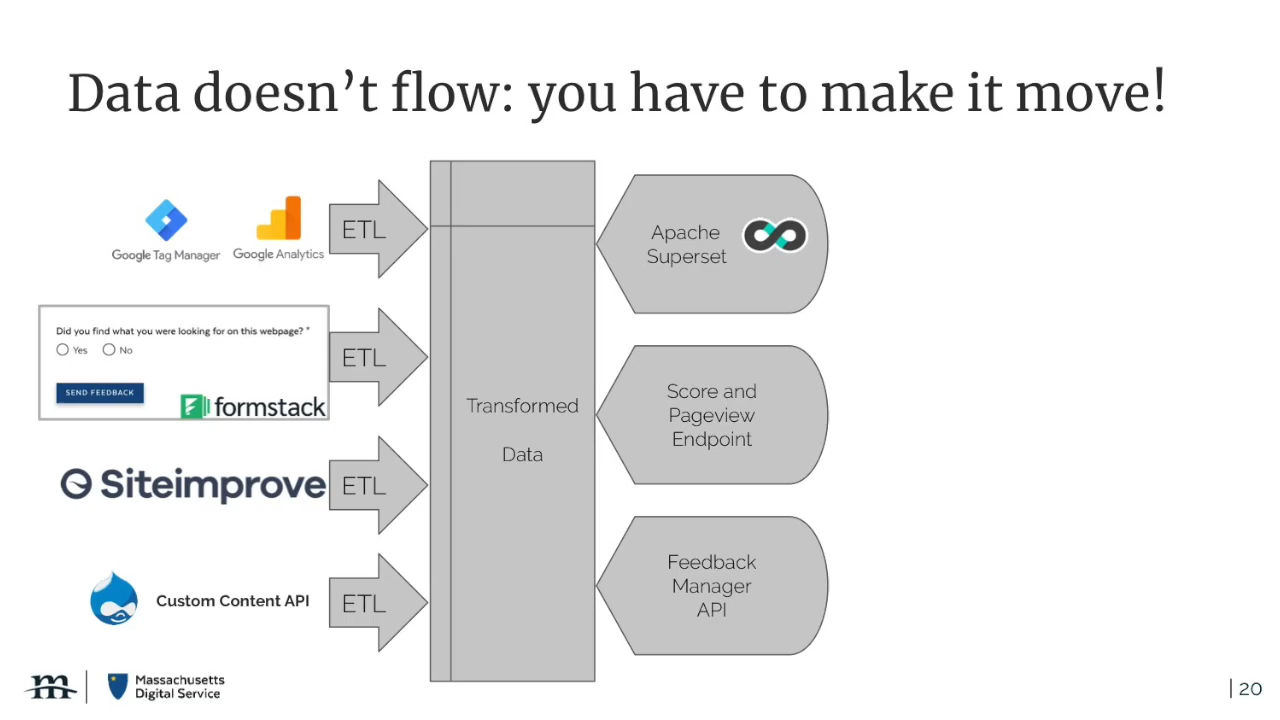 Data doesn’t flow: you have to make it move!
Google Tag Manager
Google Analytics
ETL
Did you find what you were looking for on this webpage? *
Yes
No
SEND FEEDBACK
formstack
ETL
Siteimprove
ETL
Custom Content API
ETL
Transformed
Data
Apache
Superset
Score and
Pageview
Endpoint
Feedback
Manager
API
m
Massachusetts
Digital Service
| 20